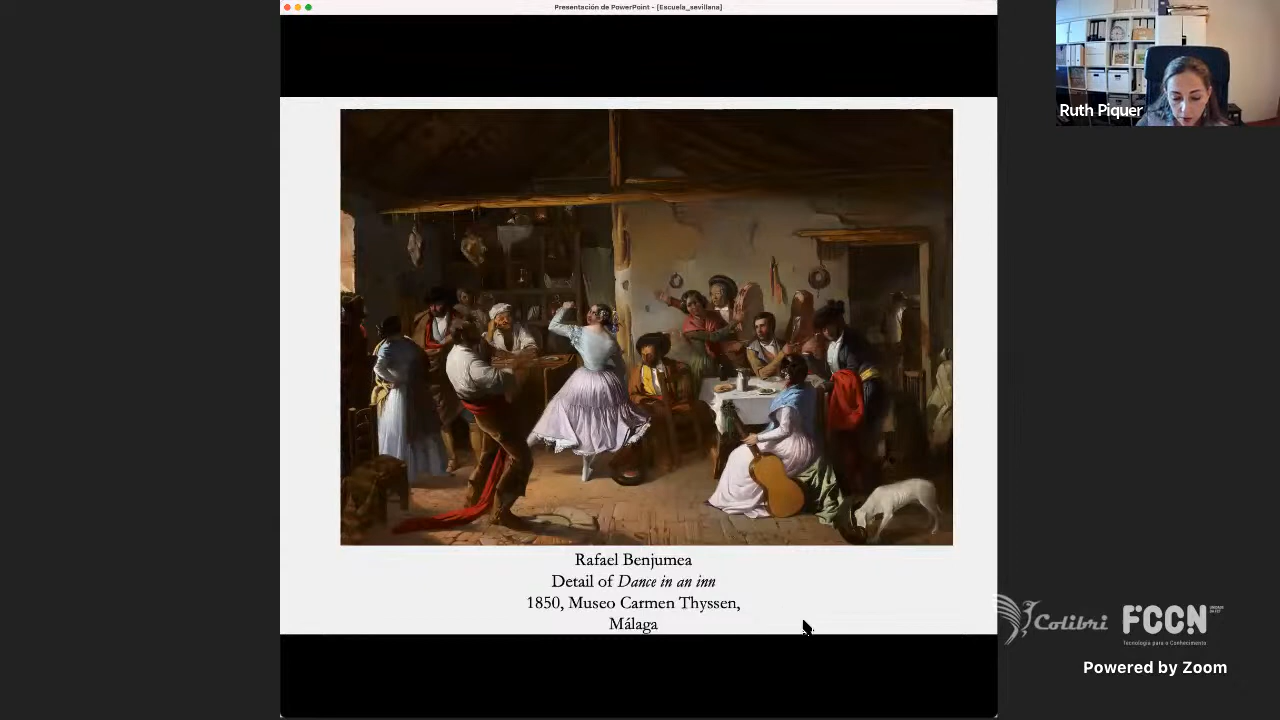 Presentación de PowerPoint - [Escuela_sevillana]
Ruth Piquer
Rafael Benjumea
Detail of Dance in an inn
1850, Museo Carmen Thyssen,
Málaga
Colibri
FCCN
Tecnologia para o Conhecimento
Powered by Zoom